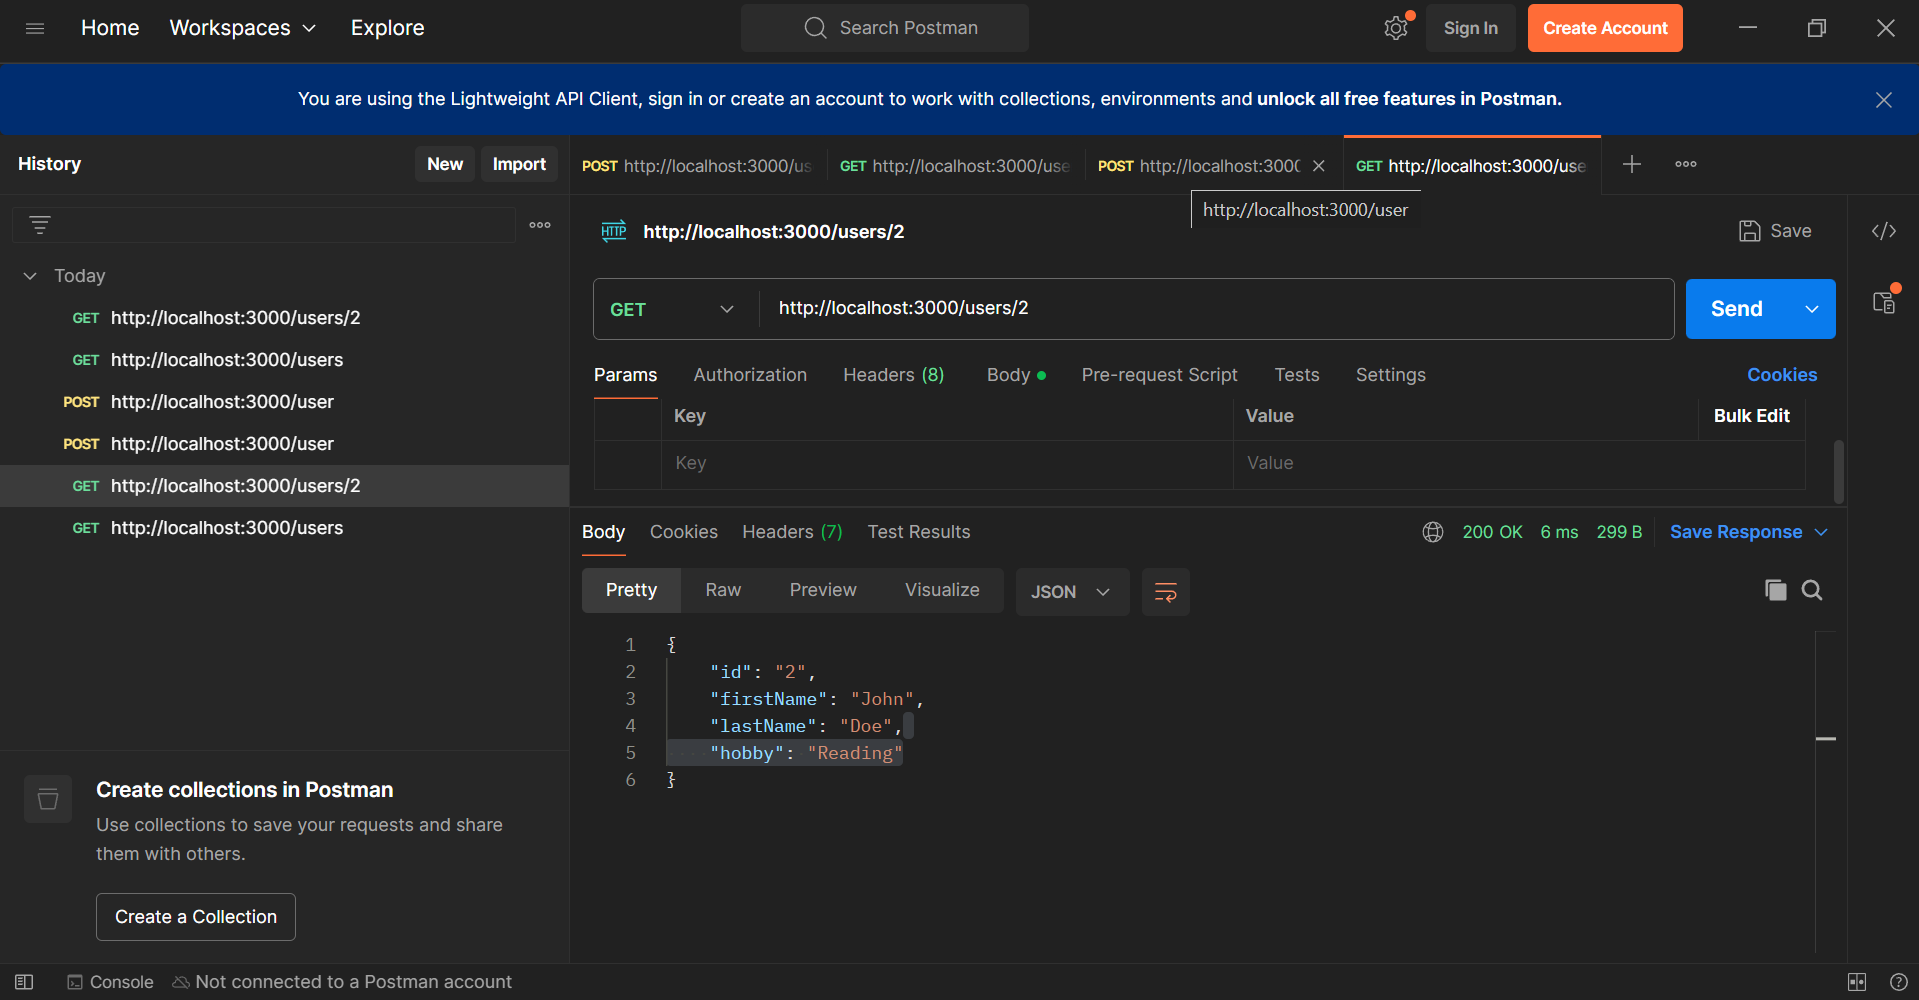 Home Workspaces Explore Search Postman Sign In Create Account
You are using the Lightweight API Client, sign in or create an account to work with collections, environments and unlock all free features in Postman.
History New Import
Today
GET http://localhost:3000/users/2
GET http://localhost:3000/users
POST http://localhost:3000/user
POST http://localhost:3000/user
GET http://localhost:3000/users/2
GET http://localhost:3000/users
Create collections in Postman
Use collections to save your requests and share
them with others.
Create a Collection
POST http://localhost:3000/us GET http://localhost:3000/use POST http://localhost:300( GET http://localhost:3000/use
http://localhost:3000/user
HTTP http://localhost:3000/users/2 Save
GET http://localhost:3000/users/2 Send
Params Authorization Headers (8) Body Pre-request Script Tests Settings Cookies
Key Value Bulk Edit
Key Value
Body Cookies Headers (7) Test Results 200 OK 6 ms 299 B Save Response
Pretty Raw Preview Visualize JSON
1 {
2 "id": "2",
3 "firstName": "John",
4 "lastName": "Doe",
5 "hobby": "Reading"
6 }
Console Not connected to a Postman account